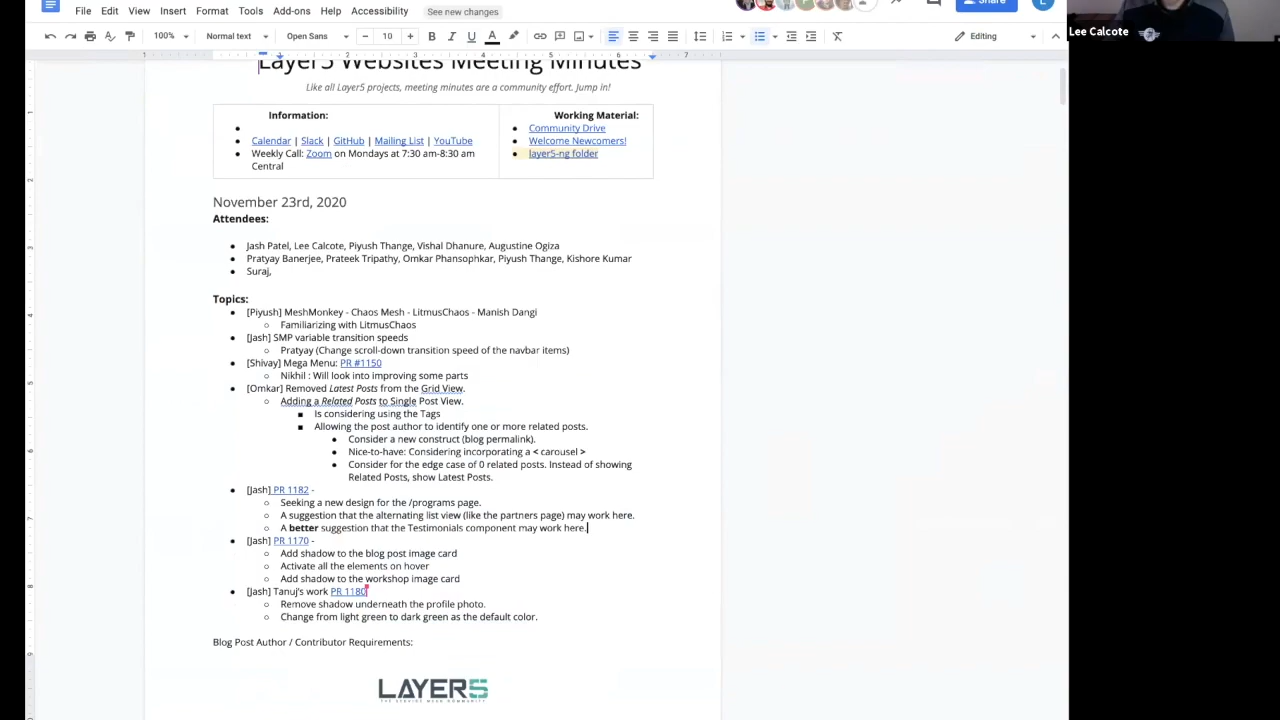 File Edit View Insert Format Tools Add-ons Help Accessibility See new changes
Share
L
Lee Calcote
100% Normal text Open Sans 10 B I U A Editing
1 1 2 3 4 5 6 7
Layer5 Websites Meeting Minutes
Like all Layer5 projects, meeting minutes are a community effort. Jump in!
Information:
Calendar | Slack | GitHub | Mailing List | YouTube
Weekly Call: Zoom on Mondays at 7:30 am-8:30 am
Central
Working Material:
Community Drive
Welcome Newcomers!
layer5-ng folder
November 23rd, 2020
Attendees:
Jash Patel, Lee Calcote, Piyush Thange, Vishal Dhanure, Augustine Ogiza
Pratyay Banerjee, Prateek Tripathy, Omkar Phansophkar, Piyush Thange, Kishore Kumar
Suraj,
Topics:
[Piyush] MeshMonkey - Chaos Mesh - LitmusChaos - Manish Dangi
Familiarizing with LitmusChaos
[Jash] SMP variable transition speeds
Pratyay (Change scroll-down transition speed of the navbar items)
[Shivay] Mega Menu: PR #1150
Nikhil : Will look into improving some parts
[Omkar] Removed Latest Posts from the Grid View.
Adding a Related Posts to Single Post View.
Is considering using the Tags
Allowing the post author to identify one or more related posts.
Consider a new construct (blog permalink).
Nice-to-have: Considering incorporating a < carousel >
Consider for the edge case of 0 related posts. Instead of showing
Related Posts, show Latest Posts.
[Jash] PR 1182 -
Seeking a new design for the /programs page.
A suggestion that the alternating list view (like the partners page) may work here.
A better suggestion that the Testimonials component may work here.
[Jash] PR 1170 -
Add shadow to the blog post image card
Activate all the elements on hover
Add shadow to the workshop image card
[Jash] Tanuj's work PR 1180
Remove shadow underneath the profile photo.
Change from light green to dark green as the default color.
Blog Post Author / Contributor Requirements:
LAYER5
THE SERVICE MESH COMMUNITY